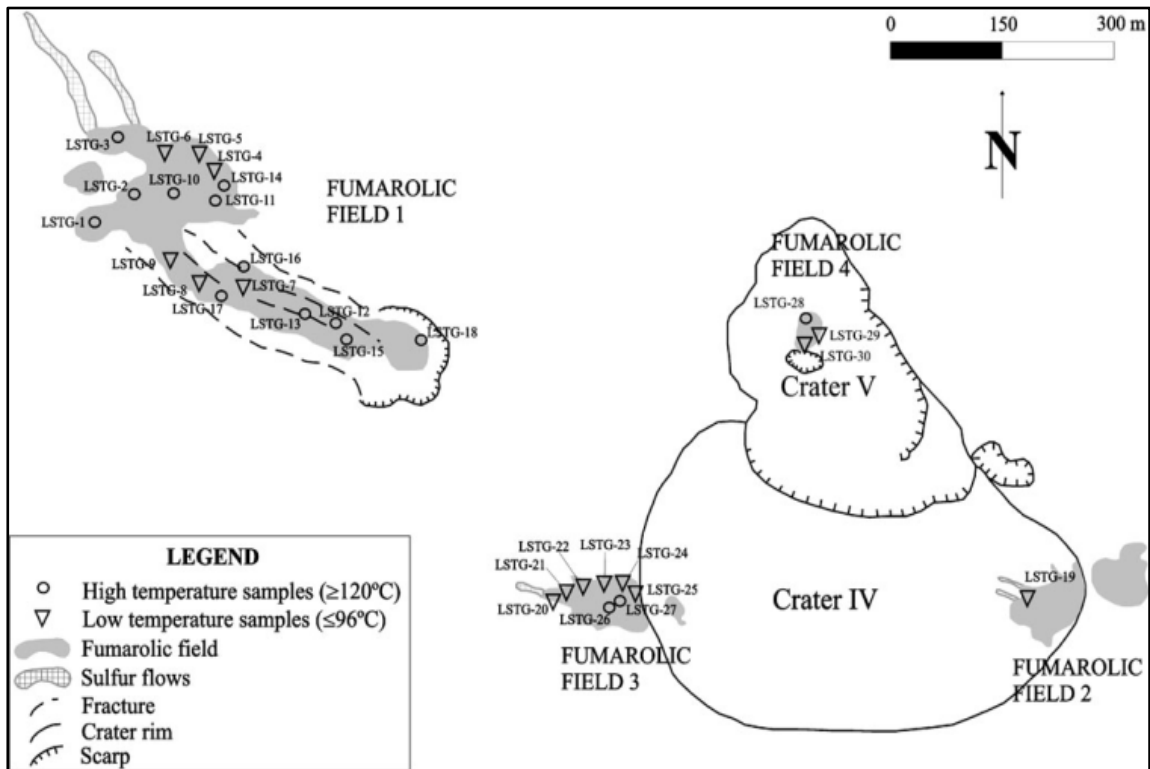 0 150 300 m
N
LSTG-3
LSTG-6
LSTG-5
LSTG-4
LSTG-14
LSTG-2
LSTG-10
LSTG-11
LSTG-1
FUMAROLIC
FIELD 1
LSTG-9
LSTG-16
LSTG-8
LSTG-7
LSTG-17
LSTG-13
LSTG-12
LSTG-15
LSTG-18
FUMAROLIC
FIELD 4
LSTG-28
LSTG-29
LSTG-30
Crater V
LSTG-22
LSTG-23
LSTG-24
LSTG-21
LSTG-25
LSTG-20
LSTG-26
LSTG-27
FUMAROLIC
FIELD 3
Crater IV
LSTG-19
FUMAROLIC
FIELD 2
LEGEND
High temperature samples (≥120ºC)
Low temperature samples (≤96ºC)
Fumarolic field
Sulfur flows
Fracture
Crater rim
Scarp